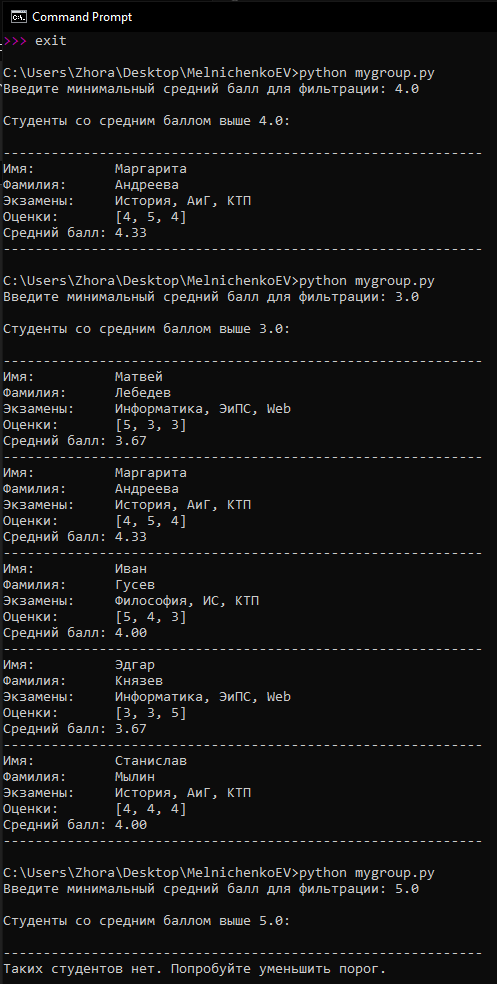 Command Prompt
>>> exit
C:\Users\Zhora\Desktop\MelnichenkoEV>python mygroup.py
Введите минимальный средний балл для фильтрации: 4.0
Студенты со средним баллом выше 4.0:
------------------------------------------------------------
Имя:          Маргарита
Фамилия:      Андреева
Экзамены:     История, АиГ, КТП
Оценки:       [4, 5, 4]
Средний балл: 4.33
------------------------------------------------------------
C:\Users\Zhora\Desktop\MelnichenkoEV>python mygroup.py
Введите минимальный средний балл для фильтрации: 3.0
Студенты со средним баллом выше 3.0:
------------------------------------------------------------
Имя:          Матвей
Фамилия:      Лебедев
Экзамены:     Информатика, ЭиПС, Web
Оценки:       [5, 3, 3]
Средний балл: 3.67
------------------------------------------------------------
Имя:          Маргарита
Фамилия:      Андреева
Экзамены:     История, АиГ, КТП
Оценки:       [4, 5, 4]
Средний балл: 4.33
------------------------------------------------------------
Имя:          Иван
Фамилия:      Гусев
Экзамены:     Философия, ИС, КТП
Оценки:       [5, 4, 3]
Средний балл: 4.00
------------------------------------------------------------
Имя:          Эдгар
Фамилия:      Князев
Экзамены:     Информатика, ЭиПС, Web
Оценки:       [3, 3, 5]
Средний балл: 3.67
------------------------------------------------------------
Имя:          Станислав
Фамилия:      Мылин
Экзамены:     История, АиГ, КТП
Оценки:       [4, 4, 4]
Средний балл: 4.00
------------------------------------------------------------
C:\Users\Zhora\Desktop\MelnichenkoEV>python mygroup.py
Введите минимальный средний балл для фильтрации: 5.0
Студенты со средним баллом выше 5.0:
------------------------------------------------------------
Таких студентов нет. Попробуйте уменьшить порог.